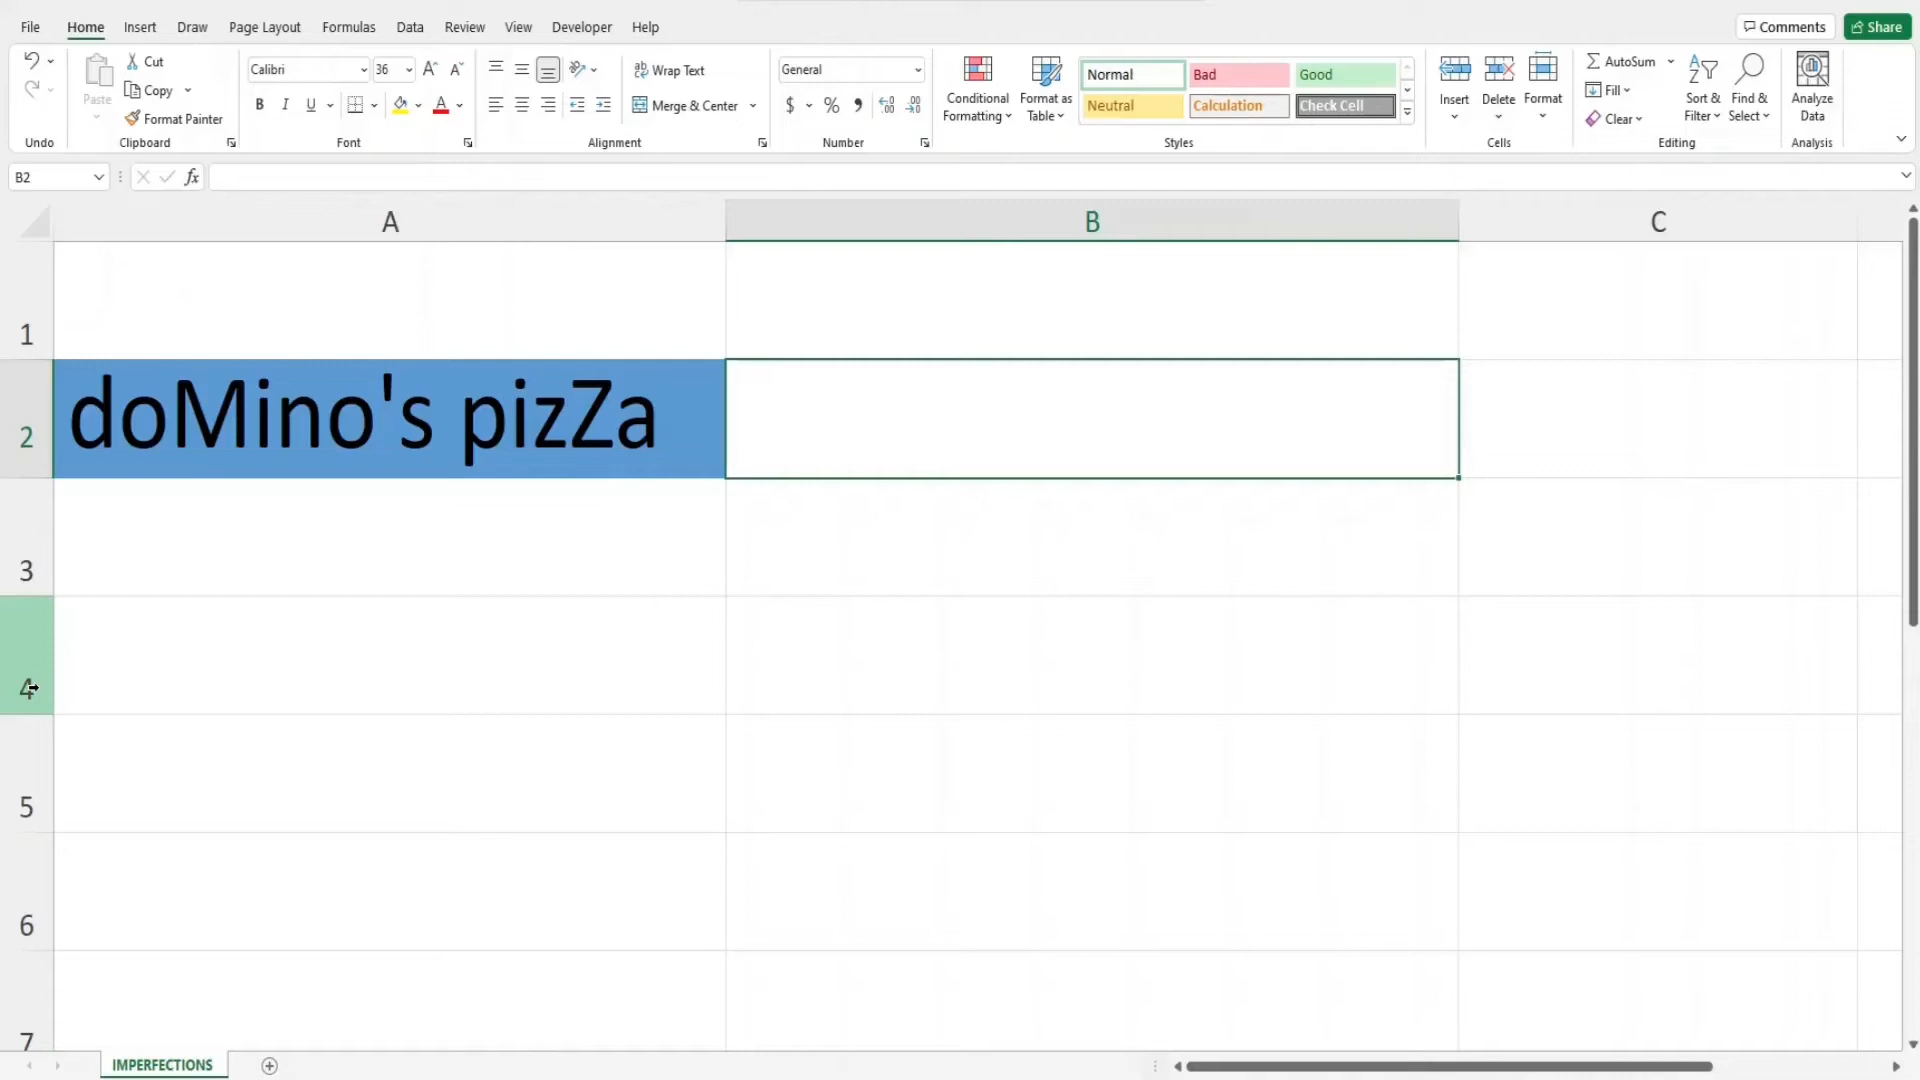 File Home Insert Draw Page Layout Formulas Data Review View Developer Help Comments Share
Cut
Copy
Format Painter
Paste
Undo Clipboard
Calibri 36
B I U
Font
Wrap Text
Merge & Center
Alignment
General
$ % ,
Number
Conditional Formatting
Format as Table
Normal Bad Good
Neutral Calculation Check Cell
Styles
Insert Delete Format
Cells
AutoSum
Fill
Clear
Sort & Filter
Find & Select
Editing
Analyze Data
Analysis
B2 fx
A B C
1
2 doMino's pizZa
3
4
5
6
7
IMPERFECTIONS